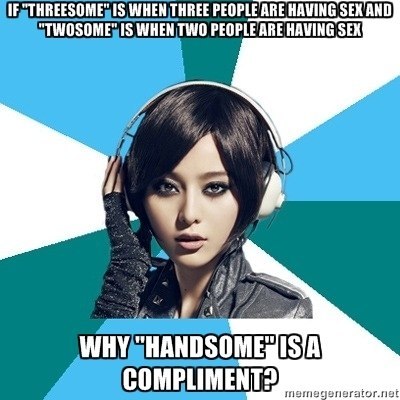 IF "THREESOME" IS WHEN THREE PEOPLE ARE HAVING SEX AND
"TWOSOME" IS WHEN TWO PEOPLE ARE HAVING SEX
WHY "HANDSOME" IS A
COMPLIMENT?
memegenerator.net